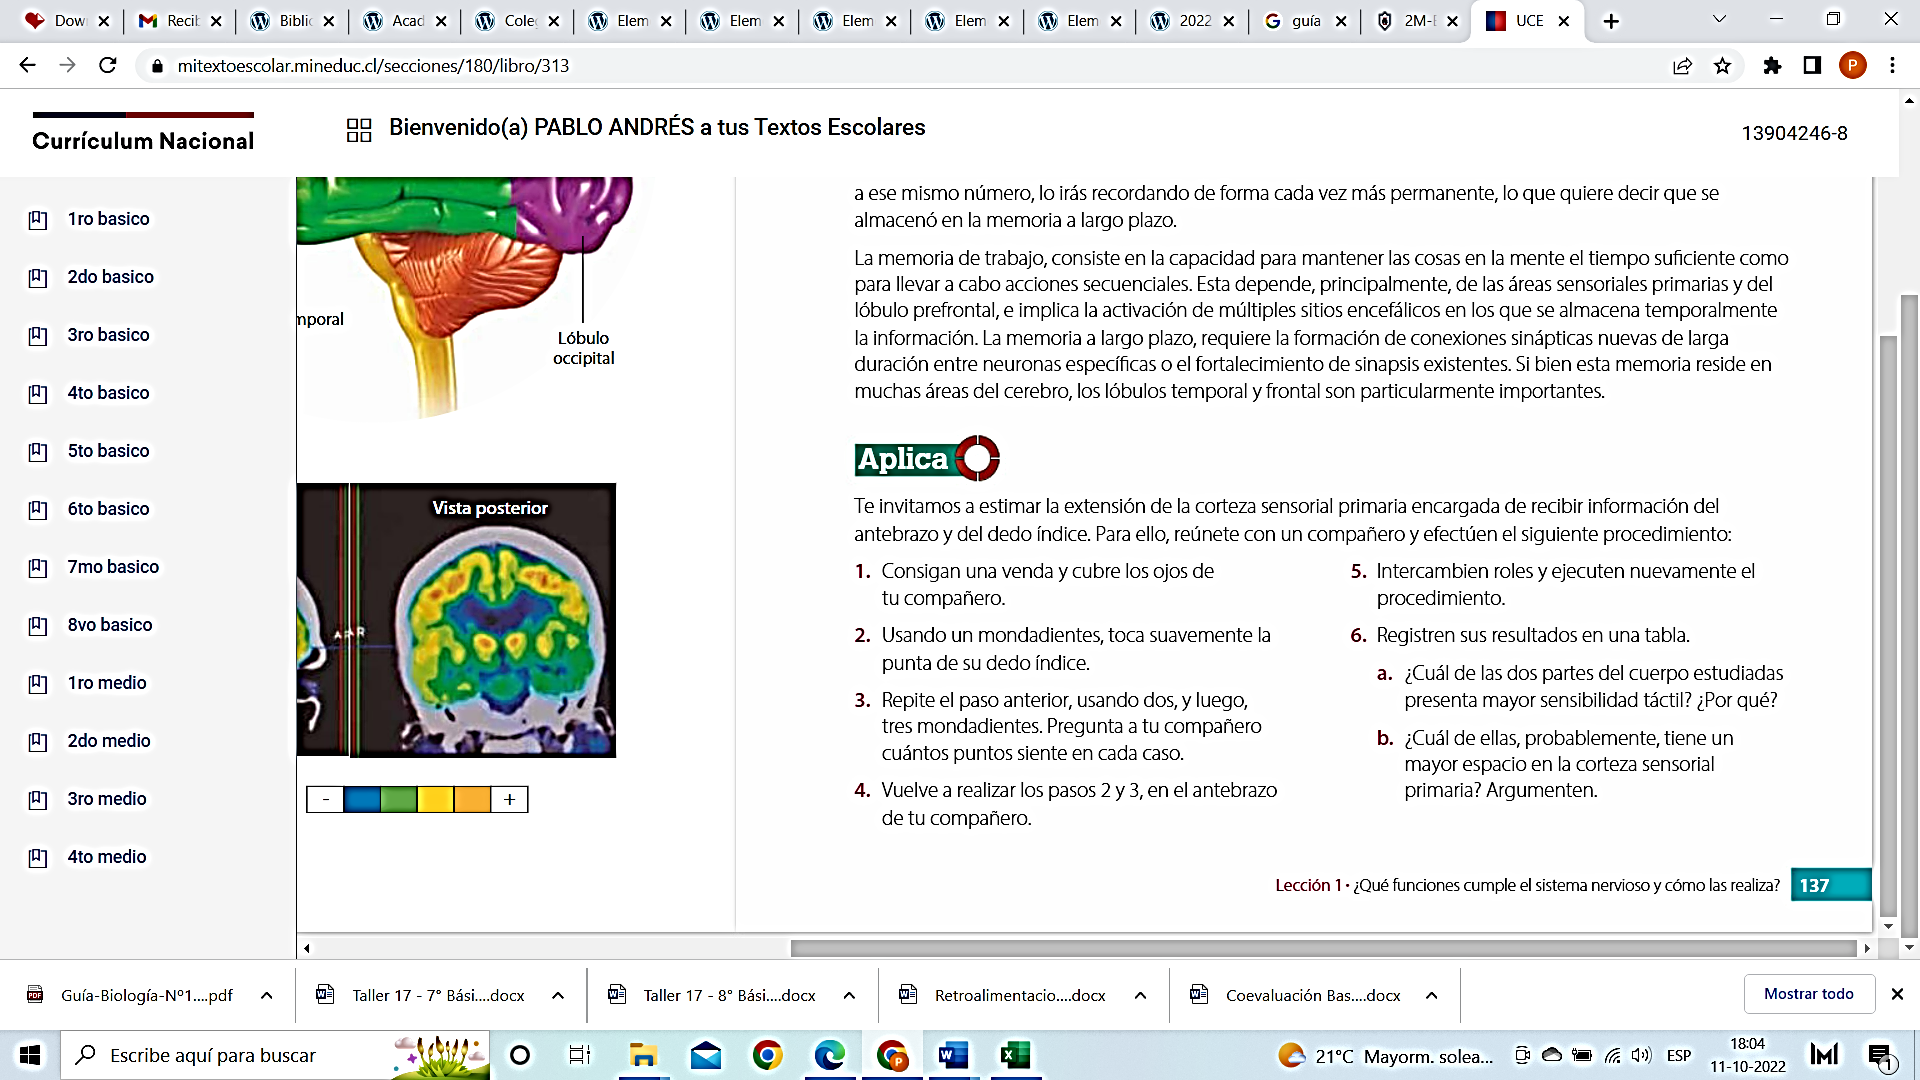 Down
Recib
Biblio
Acad
Coleg
Elem
Elem
Elem
Elem
Elem
2022
guía
2M-
UCE
mitextoescolar.mineduc.cl/secciones/180/libro/313
P
Currículum Nacional
Bienvenido(a) PABLO ANDRÉS a tus Textos Escolares
13904246-8
1ro basico
2do basico
3ro basico
4to basico
5to basico
6to basico
7mo basico
8vo basico
1ro medio
2do medio
3ro medio
4to medio
mporal
Lóbulo
occipital
Vista posterior
A
R
-
+
a ese mismo número, lo irás recordando de forma cada vez más permanente, lo que quiere decir que se
almacenó en la memoria a largo plazo.
La memoria de trabajo, consiste en la capacidad para mantener las cosas en la mente el tiempo suficiente como
para llevar a cabo acciones secuenciales. Esta depende, principalmente, de las áreas sensoriales primarias y del
lóbulo prefrontal, e implica la activación de múltiples sitios encefálicos en los que se almacena temporalmente
la información. La memoria a largo plazo, requiere la formación de conexiones sinápticas nuevas de larga
duración entre neuronas específicas o el fortalecimiento de sinapsis existentes. Si bien esta memoria reside en
muchas áreas del cerebro, los lóbulos temporal y frontal son particularmente importantes.
Aplica
Te invitamos a estimar la extensión de la corteza sensorial primaria encargada de recibir información del
antebrazo y del dedo índice. Para ello, reúnete con un compañero y efectúen el siguiente procedimiento:
1. Consigan una venda y cubre los ojos de
tu compañero.
2. Usando un mondadientes, toca suavemente la
punta de su dedo índice.
3. Repite el paso anterior, usando dos, y luego,
tres mondadientes. Pregunta a tu compañero
cuántos puntos siente en cada caso.
4. Vuelve a realizar los pasos 2 y 3, en el antebrazo
de tu compañero.
5. Intercambien roles y ejecuten nuevamente el
procedimiento.
6. Registren sus resultados en una tabla.
a. ¿Cuál de las dos partes del cuerpo estudiadas
presenta mayor sensibilidad táctil? ¿Por qué?
b. ¿Cuál de ellas, probablemente, tiene un
mayor espacio en la corteza sensorial
primaria? Argumenten.
Lección 1 • ¿Qué funciones cumple el sistema nervioso y cómo las realiza? 137
Guía-Biología-Nº1....pdf
Taller 17 - 7° Bási....docx
Taller 17 - 8° Bási....docx
Retroalimentacio....docx
Coevaluación Bas....docx
Mostrar todo
Escribe aquí para buscar
21°C Mayorm. solea...
ESP
18:04
11-10-2022
1